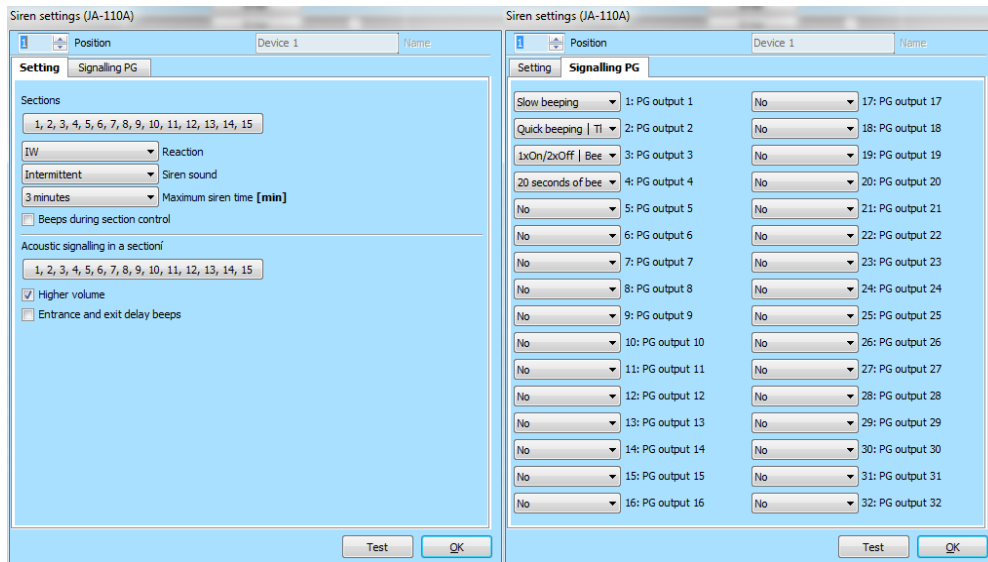 Siren settings (JA-110A)
1 Position Device 1 Name
Setting Signalling PG
Sections
1, 2, 3, 4, 5, 6, 7, 8, 9, 10, 11, 12, 13, 14, 15
IW Reaction
Intermittent Siren sound
3 minutes Maximum siren time [min]
Beeps during section control
Acoustic signalling in a sectioní
1, 2, 3, 4, 5, 6, 7, 8, 9, 10, 11, 12, 13, 14, 15
Higher volume
Entrance and exit delay beeps
Test OK
Siren settings (JA-110A)
1 Position Device 1 Name
Setting Signalling PG
Slow beeping 1: PG output 1 No 17: PG output 17
Quick beeping | Tl 2: PG output 2 No 18: PG output 18
1xOn/2xOff | Bee 3: PG output 3 No 19: PG output 19
20 seconds of bee 4: PG output 4 No 20: PG output 20
No 5: PG output 5 No 21: PG output 21
No 6: PG output 6 No 22: PG output 22
No 7: PG output 7 No 23: PG output 23
No 8: PG output 8 No 24: PG output 24
No 9: PG output 9 No 25: PG output 25
No 10: PG output 10 No 26: PG output 26
No 11: PG output 11 No 27: PG output 27
No 12: PG output 12 No 28: PG output 28
No 13: PG output 13 No 29: PG output 29
No 14: PG output 14 No 30: PG output 30
No 15: PG output 15 No 31: PG output 31
No 16: PG output 16 No 32: PG output 32
Test OK